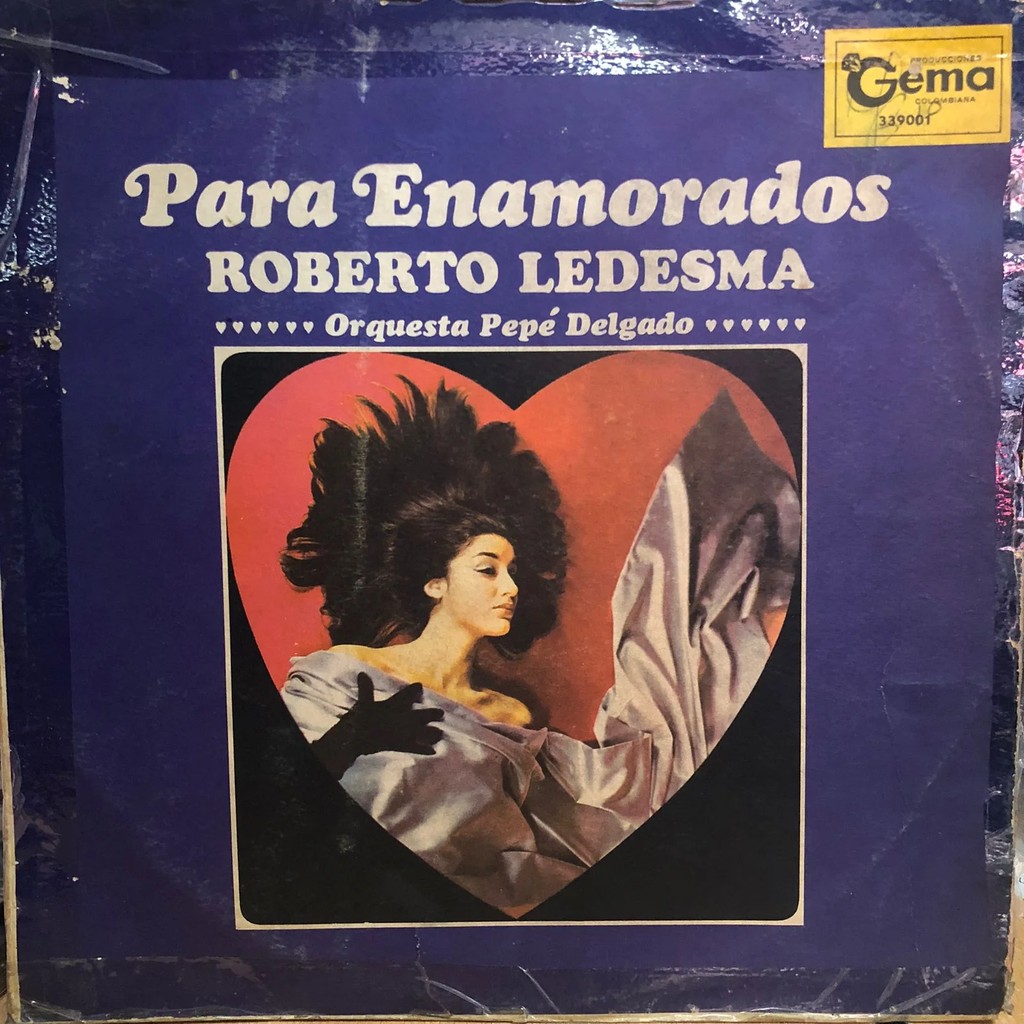 PRODUCCIONES
Gema
COLOMBIANA
339001
Para Enamorados
ROBERTO LEDESMA
♥♥♥♥♥♥ Orquesta Pepé Delgado ♥♥♥♥♥♥